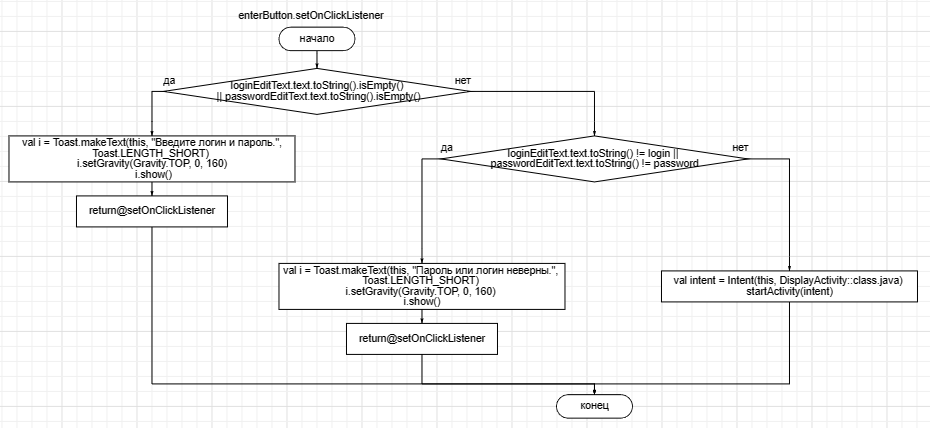 enterButton.setOnClickListener
начало
да
нет
loginEditText.text.toString().isEmpty()
|| passwordEditText.text.toString().isEmpty()
val i = Toast.makeText(this, "Введите логин и пароль.",
Toast.LENGTH_SHORT)
i.setGravity(Gravity.TOP, 0, 160)
i.show()
return@setOnClickListener
да
нет
loginEditText.text.toString() != login ||
passwordEditText.text.toString() != password
val i = Toast.makeText(this, "Пароль или логин неверны.",
Toast.LENGTH_SHORT)
i.setGravity(Gravity.TOP, 0, 160)
i.show()
return@setOnClickListener
val intent = Intent(this, DisplayActivity::class.java)
startActivity(intent)
конец